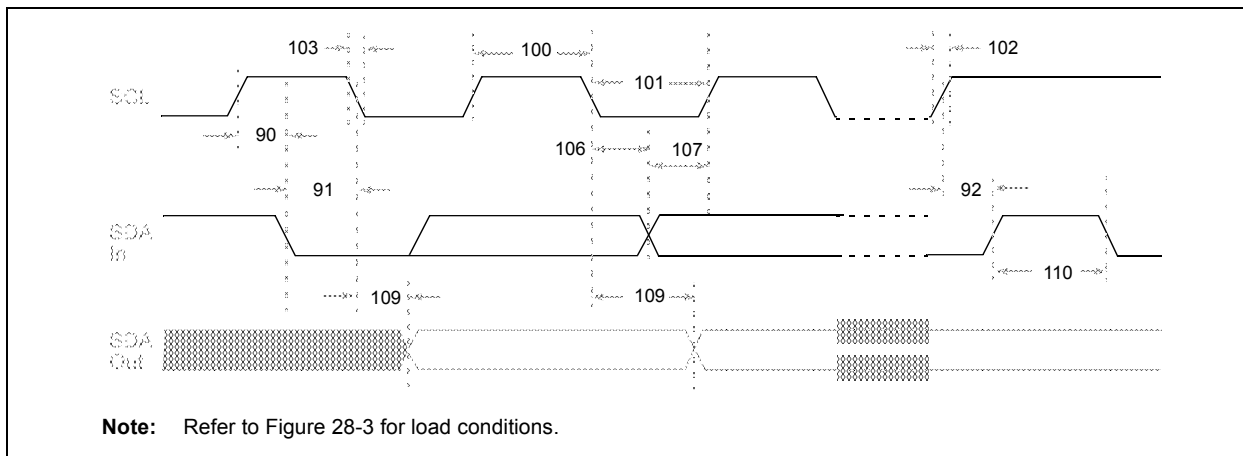 103
100
102
101
SCL
90
106
107
91
92
SDA
In
110
109
109
SDA
Out
Note: Refer to Figure 28-3 for load conditions.